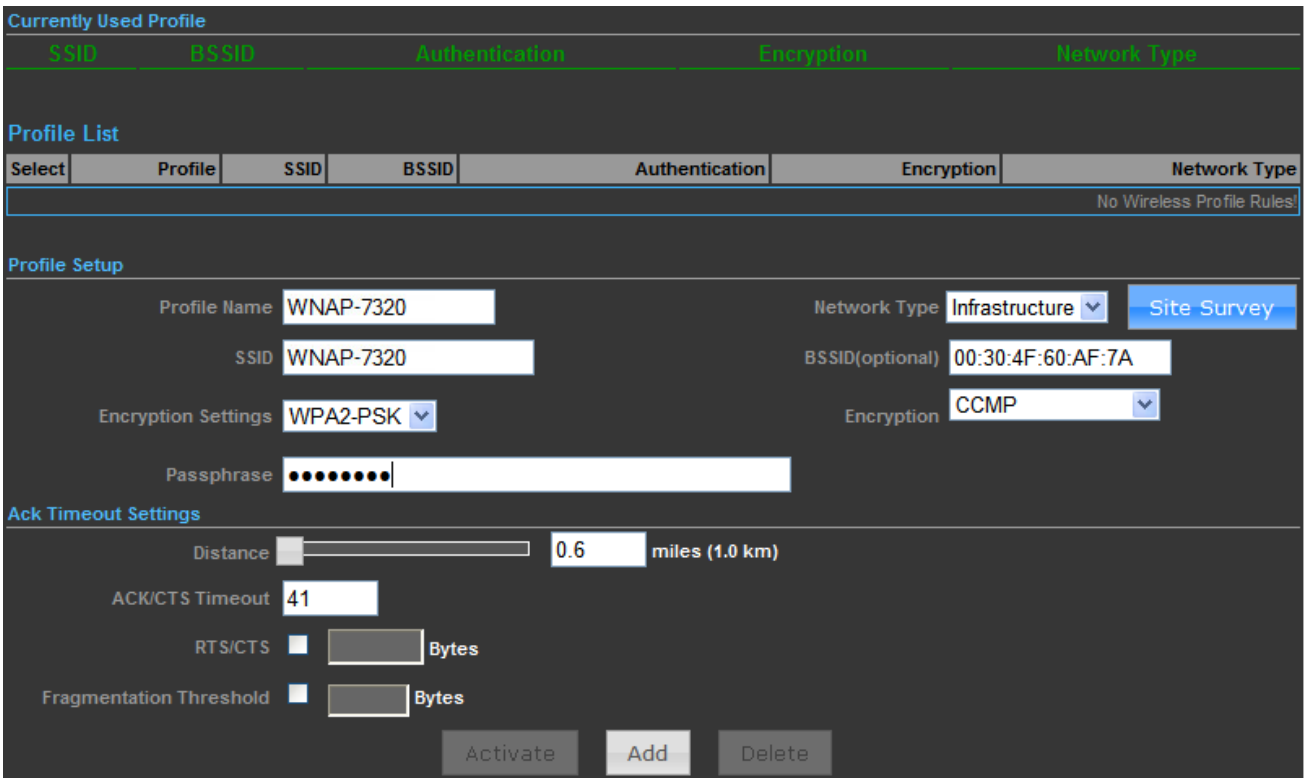 Currently Used Profile
SSID BSSID Authentication Encryption Network Type
Profile List
Select Profile SSID BSSID Authentication Encryption Network Type
No Wireless Profile Rules!
Profile Setup
Profile Name WNAP-7320 Network Type Infrastructure Site Survey
SSID WNAP-7320 BSSID(optional) 00:30:4F:60:AF:7A
Encryption Settings WPA2-PSK Encryption CCMP
Passphrase ●●●●●●●●
Ack Timeout Settings
Distance 0.6 miles (1.0 km)
ACK/CTS Timeout 41
RTS/CTS Bytes
Fragmentation Threshold Bytes
Activate Add Delete